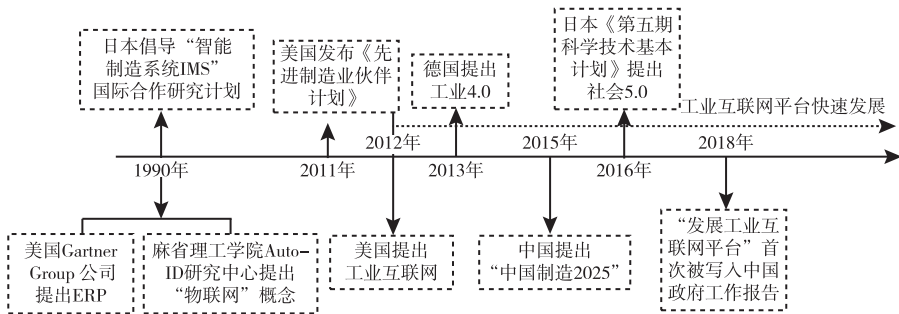 日本倡导“智能
制造系统IMS”
国际合作研究计划
美国发布《先
进制造业伙伴
计划》
德国提出
工业4.0
日本《第五期
科学技术基本
计划》提出
社会5.0
工业互联网平台快速发展
2012年
2015年
2018年
1990年
2011年
2013年
2016年
美国Gartner
Group 公司
提出ERP
麻省理工学院Auto-
ID研究中心提出
“物联网”概念
美国提出
工业互联网
中国提出
“中国制造2025”
“发展工业互
联网平台”首
次被写入中国
政府工作报告